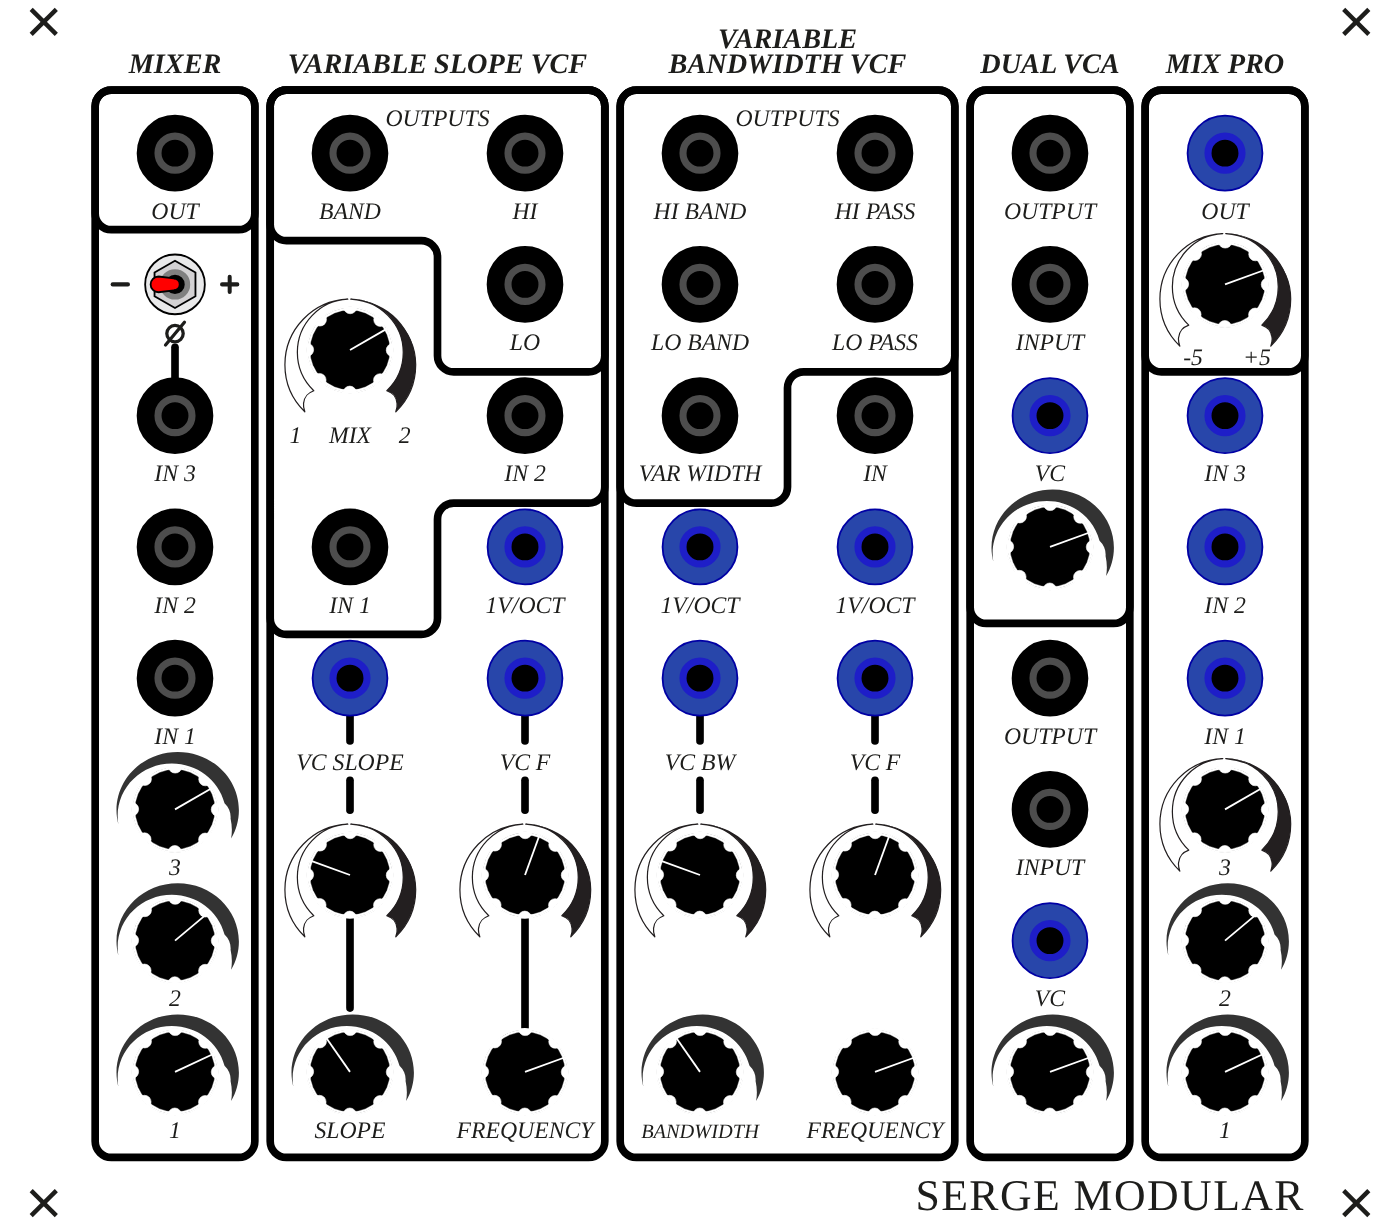 MIXER
OUT
− +
Ø
IN 3
IN 2
IN 1
3
2
1
VARIABLE SLOPE VCF
OUTPUTS
BAND HI
LO
1 MIX 2
IN 2
IN 1 1V/OCT
VC SLOPE VC F
SLOPE FREQUENCY
VARIABLE
BANDWIDTH VCF
OUTPUTS
HI BAND HI PASS
LO BAND LO PASS
VAR WIDTH IN
1V/OCT 1V/OCT
VC BW VC F
BANDWIDTH FREQUENCY
DUAL VCA
OUTPUT
INPUT
VC
OUTPUT
INPUT
VC
MIX PRO
OUT
-5 +5
IN 3
IN 2
IN 1
3
2
1
SERGE MODULAR